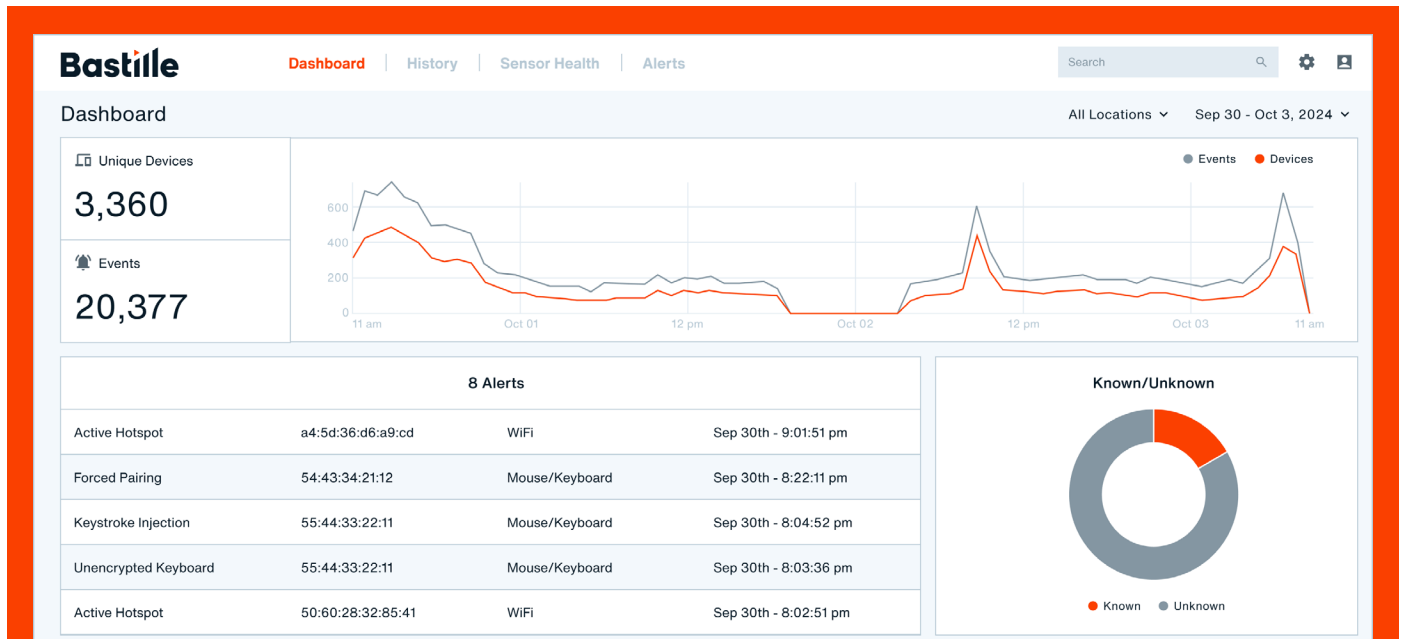 Bastille
Dashboard History Sensor Health Alerts Search
Dashboard All Locations Sep 30 - Oct 3, 2024
Unique Devices
3,360
Events
20,377
Events Devices
600
400
200
0
11 am Oct 01 12 pm Oct 02 12 pm Oct 03 11 am
8 Alerts
Active Hotspot a4:5d:36:d6:a9:cd WiFi Sep 30th - 9:01:51 pm
Forced Pairing 54:43:34:21:12 Mouse/Keyboard Sep 30th - 8:22:11 pm
Keystroke Injection 55:44:33:22:11 Mouse/Keyboard Sep 30th - 8:04:52 pm
Unencrypted Keyboard 55:44:33:22:11 Mouse/Keyboard Sep 30th - 8:03:36 pm
Active Hotspot 50:60:28:32:85:41 WiFi Sep 30th - 8:02:51 pm
Known/Unknown
Known Unknown